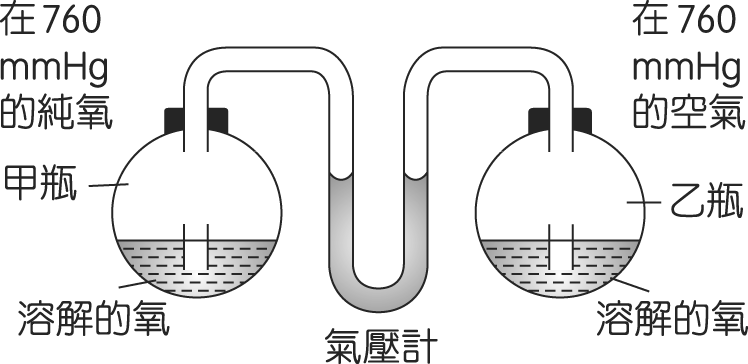 在760
mmHg
的純氧
甲瓶
溶解的氧
氣壓計
在760
mmHg
的空氣
乙瓶
溶解的氧